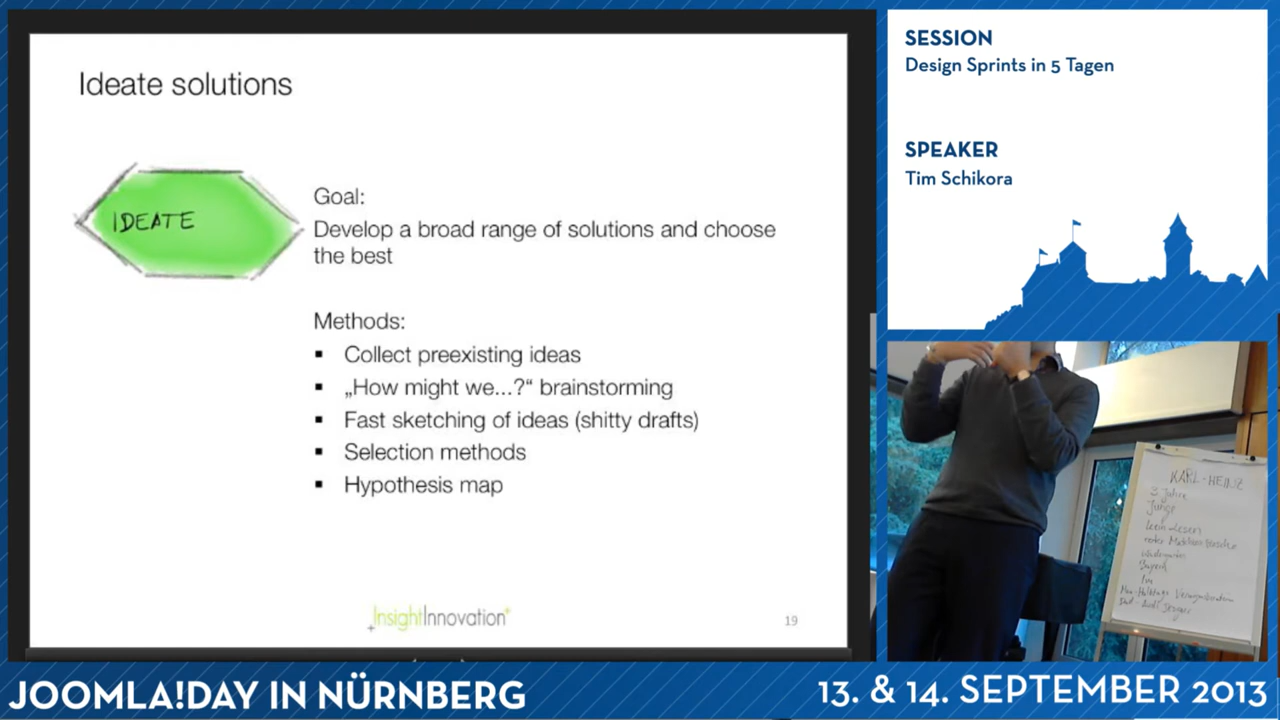 Ideate solutions
IDEATE
Goal:
Develop a broad range of solutions and choose
the best
Methods:
▪ Collect preexisting ideas
▪ „How might we...?“ brainstorming
▪ Fast sketching of ideas (shitty drafts)
▪ Selection methods
▪ Hypothesis map
InsightInnovation
19
SESSION
Design Sprints in 5 Tagen
SPEAKER
Tim Schikora
KARL-HEINZ
3 Jahre
Junge
JOOMLA!DAY IN NÜRNBERG
13. & 14. SEPTEMBER 2013